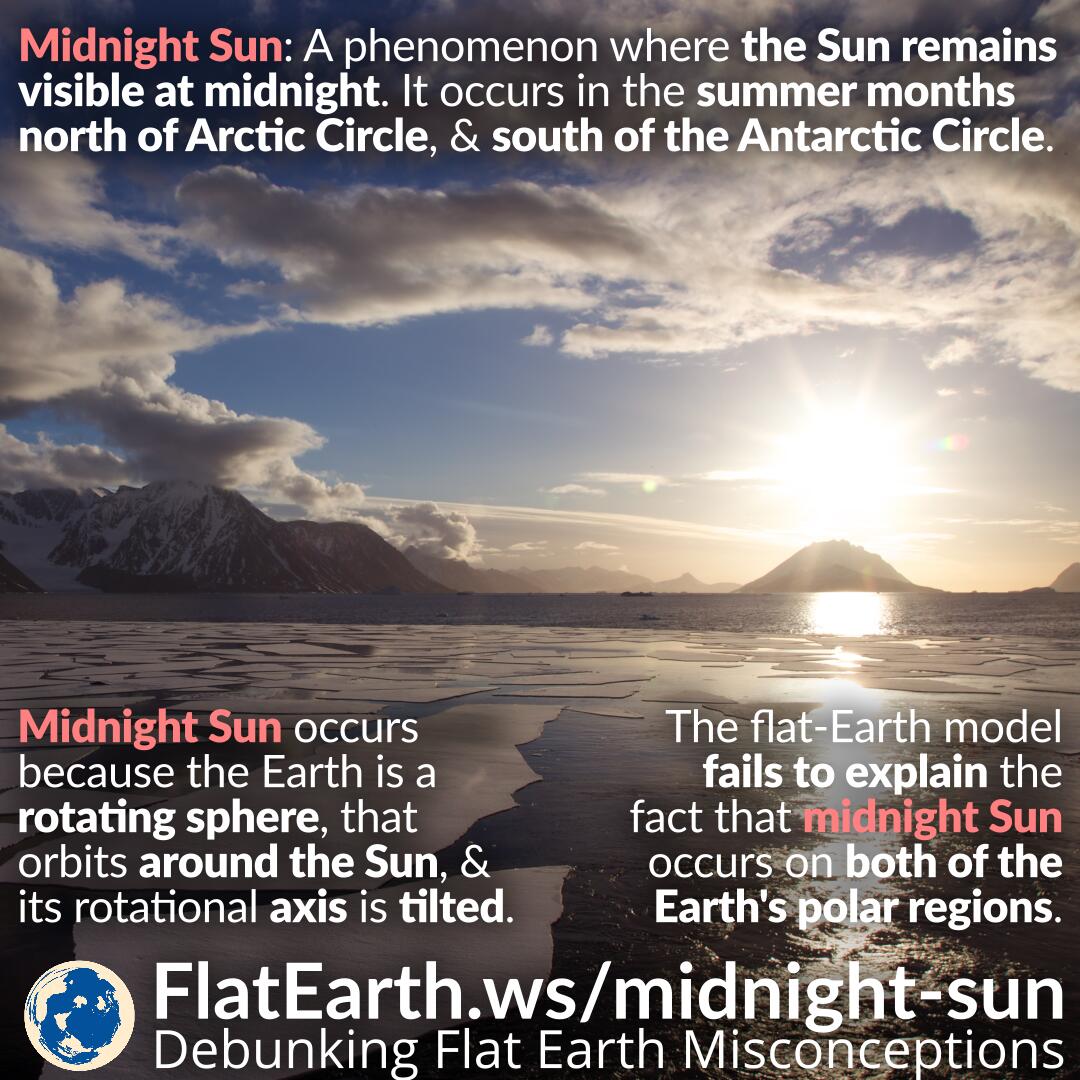 Midnight Sun: A phenomenon where the Sun remains
visible at midnight. It occurs in the summer months
north of Arctic Circle, & south of the Antarctic Circle.
Midnight Sun occurs
because the Earth is a
rotating sphere, that
orbits around the Sun, &
its rotational axis is tilted.
The flat-Earth model
fails to explain the
fact that midnight Sun
occurs on both of the
Earth's polar regions.
FlatEarth.ws/midnight-sun
Debunking Flat Earth Misconceptions